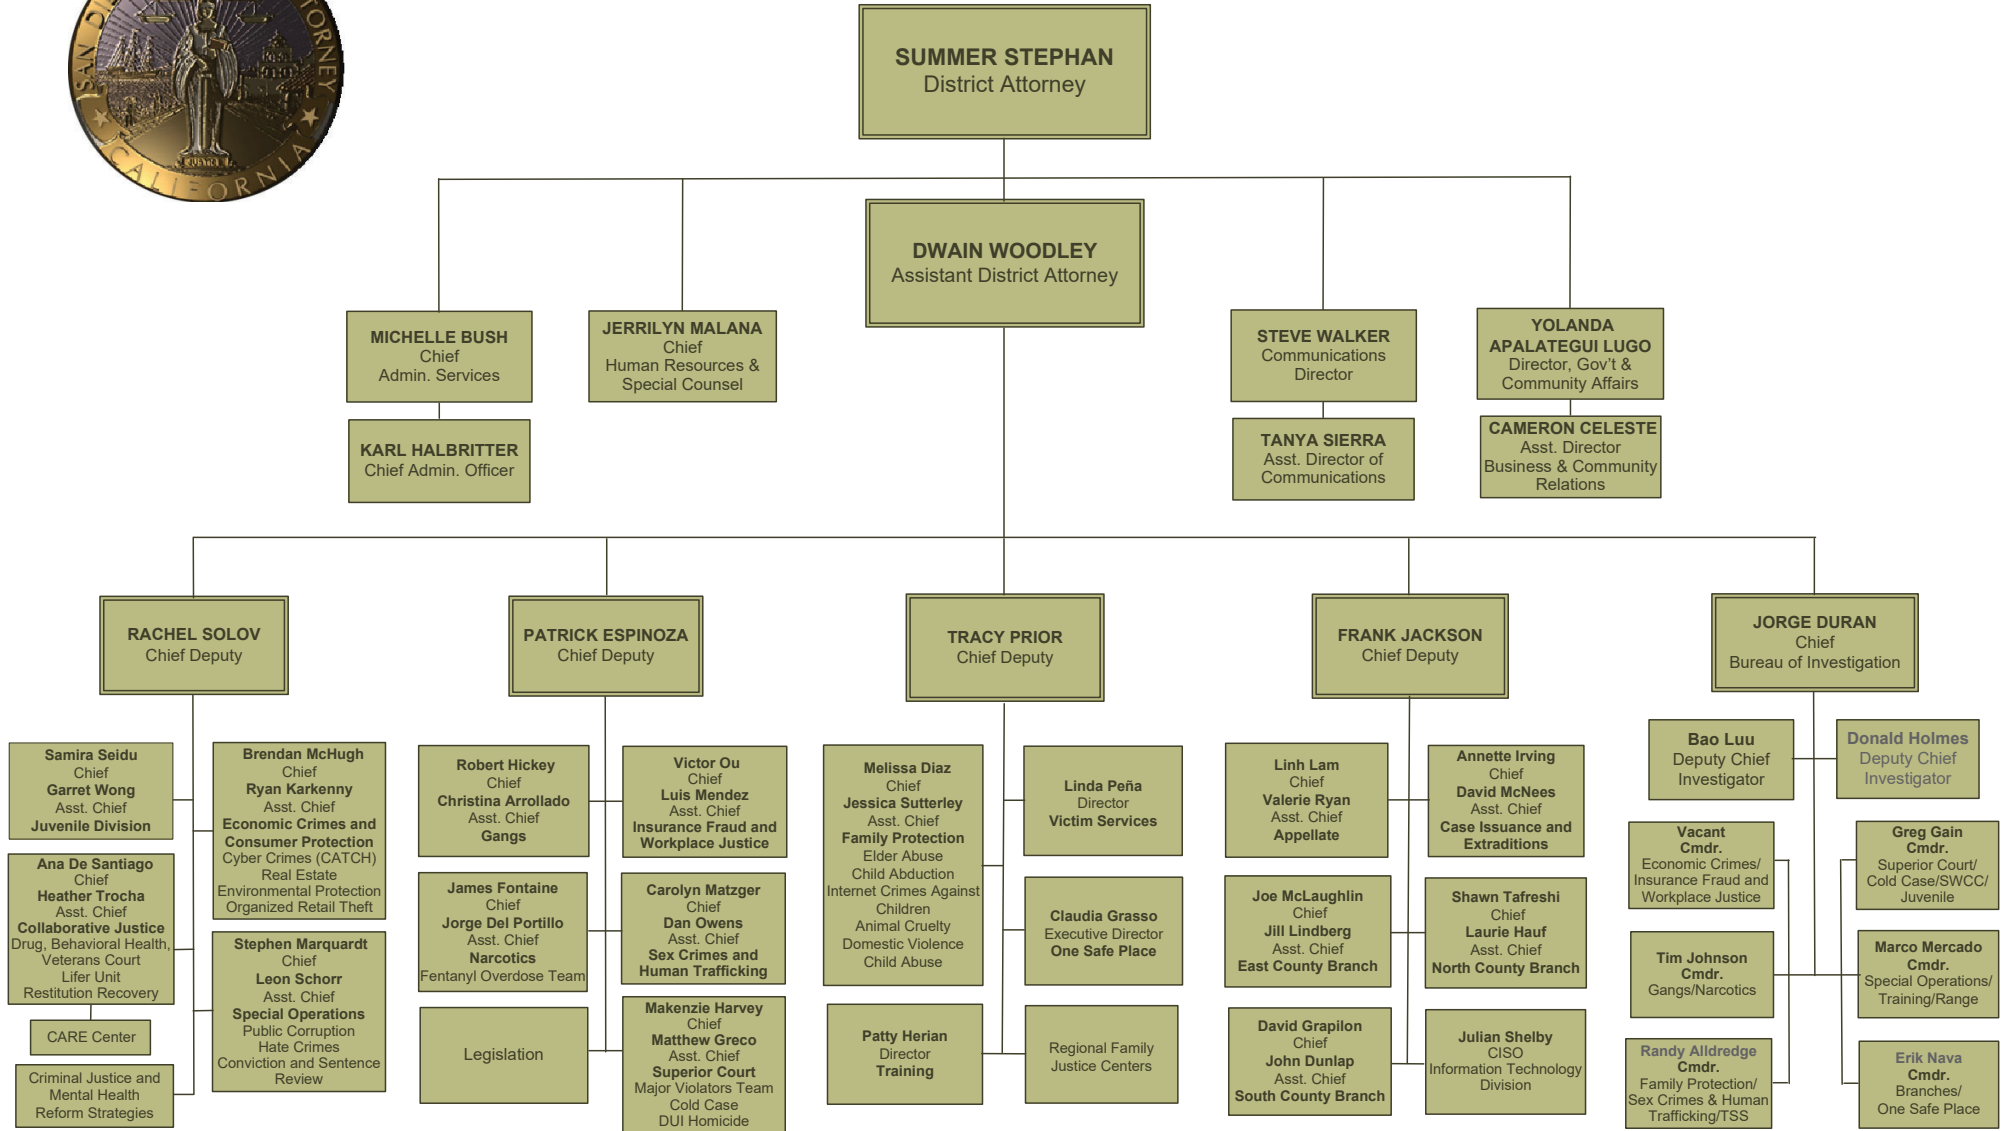 SAN DI
TORNEY
CALIFORNIA
JUSTICE
SUMMER STEPHAN
District Attorney
DWAIN WOODLEY
Assistant District Attorney
MICHELLE BUSH
Chief
Admin. Services
KARL HALBRITTER
Chief Admin. Officer
JERRILYN MALANA
Chief
Human Resources &
Special Counsel
STEVE WALKER
Communications
Director
TANYA SIERRA
Asst. Director of
Communications
YOLANDA
APALATEGUI LUGO
Director, Gov’t &
Community Affairs
CAMERON CELESTE
Asst. Director
Business & Community
Relations
RACHEL SOLOV
Chief Deputy
Samira Seidu
Chief
Garret Wong
Asst. Chief
Juvenile Division
Brendan McHugh
Chief
Ryan Karkenny
Asst. Chief
Economic Crimes and
Consumer Protection
Cyber Crimes (CATCH)
Real Estate
Environmental Protection
Organized Retail Theft
Ana De Santiago
Chief
Heather Trocha
Asst. Chief
Collaborative Justice
Drug, Behavioral Health,
Veterans Court
Lifer Unit
Restitution Recovery
CARE Center
Stephen Marquardt
Chief
Leon Schorr
Asst. Chief
Special Operations
Public Corruption
Hate Crimes
Conviction and Sentence
Review
Criminal Justice and
Mental Health
Reform Strategies
PATRICK ESPINOZA
Chief Deputy
Robert Hickey
Chief
Christina Arrollado
Asst. Chief
Gangs
Victor Ou
Chief
Luis Mendez
Asst. Chief
Insurance Fraud and
Workplace Justice
James Fontaine
Chief
Jorge Del Portillo
Asst. Chief
Narcotics
Fentanyl Overdose Team
Carolyn Matzger
Chief
Dan Owens
Asst. Chief
Sex Crimes and
Human Trafficking
Legislation
Makenzie Harvey
Chief
Matthew Greco
Asst. Chief
Superior Court
Major Violators Team
Cold Case
DUI Homicide
TRACY PRIOR
Chief Deputy
Melissa Diaz
Chief
Jessica Sutterley
Asst. Chief
Family Protection
Elder Abuse
Child Abduction
Internet Crimes Against
Children
Animal Cruelty
Domestic Violence
Child Abuse
Linda Peña
Director
Victim Services
Claudia Grasso
Executive Director
One Safe Place
Patty Herian
Director
Training
Regional Family
Justice Centers
FRANK JACKSON
Chief Deputy
Linh Lam
Chief
Valerie Ryan
Asst. Chief
Appellate
Annette Irving
Chief
David McNees
Asst. Chief
Case Issuance and
Extraditions
Joe McLaughlin
Chief
Jill Lindberg
Asst. Chief
East County Branch
Shawn Tafreshi
Chief
Laurie Hauf
Asst. Chief
North County Branch
David Grapilon
Chief
John Dunlap
Asst. Chief
South County Branch
Julian Shelby
CISO
Information Technology
Division
JORGE DURAN
Chief
Bureau of Investigation
Bao Luu
Deputy Chief
Investigator
Donald Holmes
Deputy Chief
Investigator
Vacant
Cmdr.
Economic Crimes/
Insurance Fraud and
Workplace Justice
Greg Gain
Cmdr.
Superior Court/
Cold Case/SWCC/
Juvenile
Tim Johnson
Cmdr.
Gangs/Narcotics
Marco Mercado
Cmdr.
Special Operations/
Training/Range
Randy Alldredge
Cmdr.
Family Protection/
Sex Crimes & Human
Trafficking/TSS
Erik Nava
Cmdr.
Branches/
One Safe Place